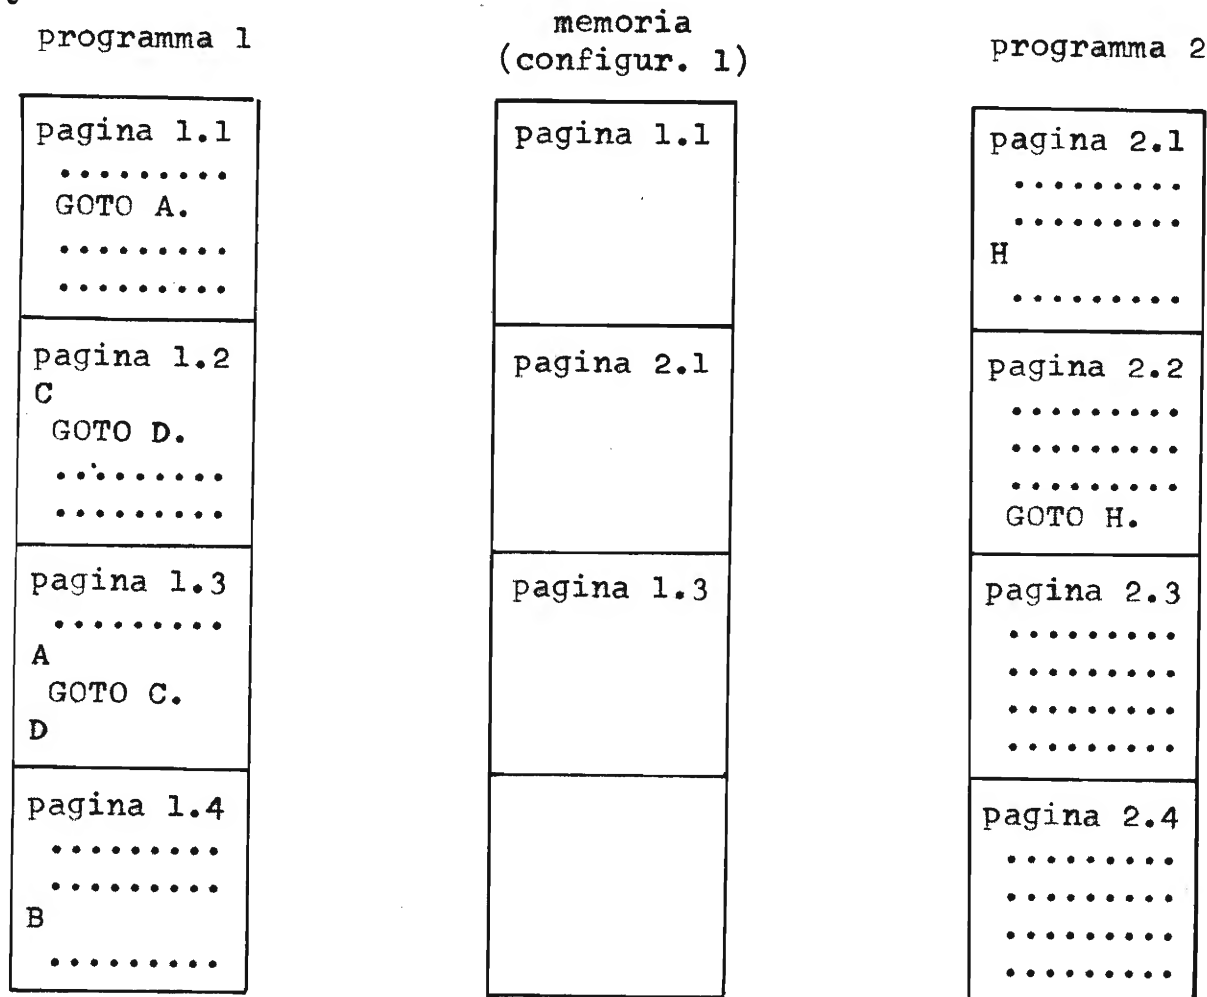 programma 1
pagina 1.1
.........
GOTO A.
.........
.........
pagina 1.2
C
GOTO D.
.........
.........
pagina 1.3
.........
A
GOTO C.
D
pagina 1.4
.........
.........
B
.........
memoria
(configur. 1)
pagina 1.1
pagina 2.1
pagina 1.3
programma 2
pagina 2.1
.........
.........
H
.........
pagina 2.2
.........
.........
.........
GOTO H.
pagina 2.3
.........
.........
.........
.........
pagina 2.4
.........
.........
.........
.........